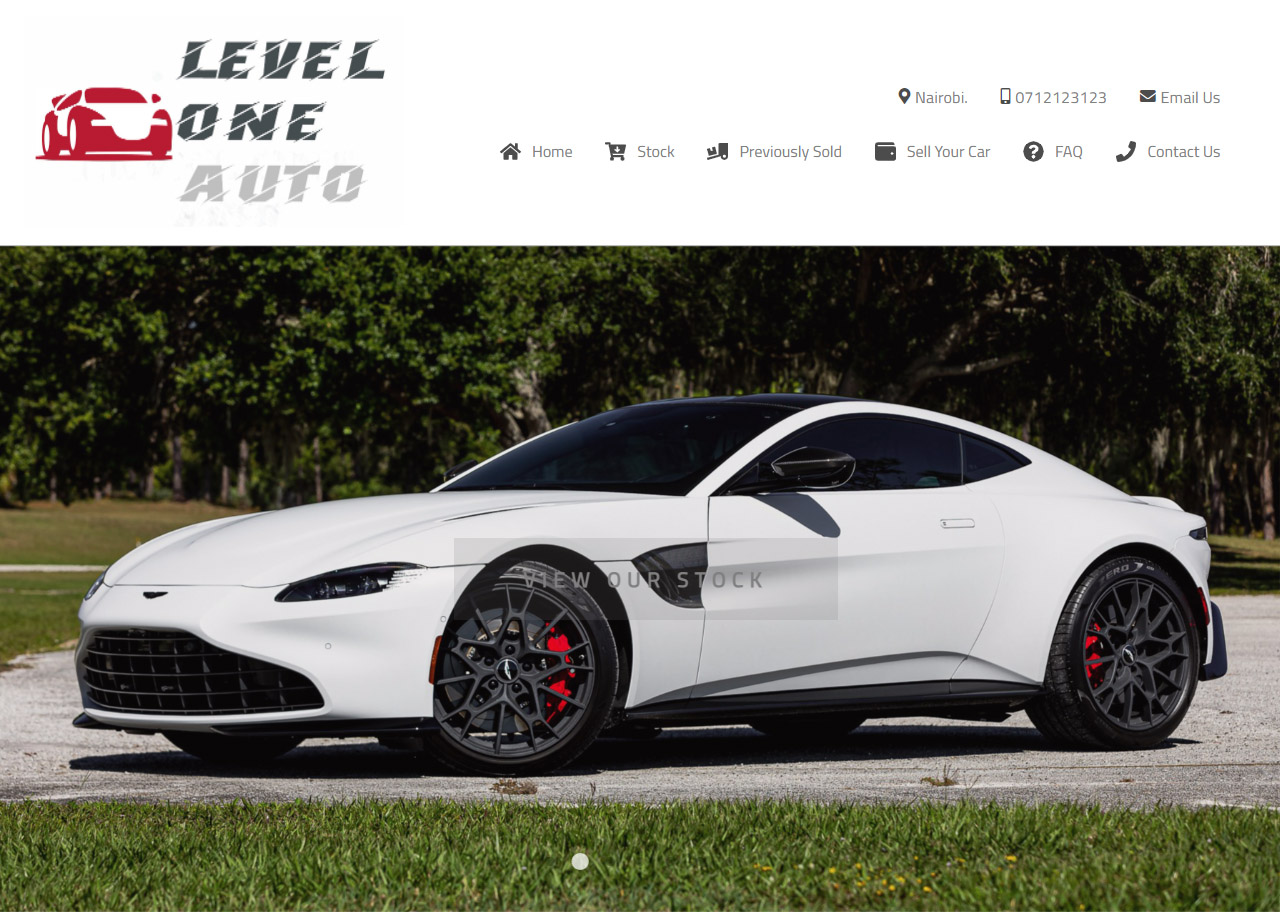 LEVEL
ONE
AUTO
Nairobi. 0712123123 Email Us
Home Stock Previously Sold Sell Your Car FAQ Contact Us
VIEW OUR STOCK